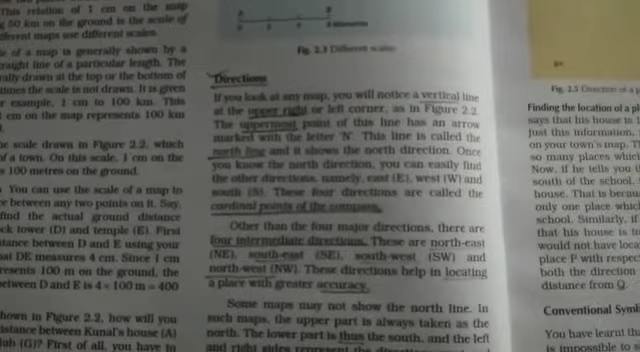 This relation of 1 cm on the map
50 km on the ground is the scale of
different maps use different scales.
of a map is generally shown by a
straight line of a particular length. The
drawn at the top or the bottom of
times the scale is not drawn. It is given
example, 1 cm to 100 km. This
cm on the map represents 100 km
scale drawn in Figure 2.2, which
of a town. On this scale, 1 cm on the
100 metres on the ground.
You can use the scale of a map to
between any two points on it. Say,
find the actual ground distance
tower (D) and temple (E). First
distance between D and E using your
DE measures 4 cm. Since 1 cm
represents 100 m on the ground, the
between D and E is 4 × 100 m = 400
shown in Figure 2.2, how will you
distance between Kunal's house (A)
(G)? First of all, you have to
Fig. 2.3 Different scales
Directions
If you look at any map, you will notice a vertical line
at the upper right or left corner, as in Figure 2.2.
The uppermost point of this line has an arrow
marked with the letter 'N'. This line is called the
north line and it shows the north direction. Once
you know the north direction, you can easily find
the other directions, namely, east (E), west (W) and
south (S). These four directions are called the
cardinal points of the compass.
Other than the four major directions, there are
four intermediate directions. These are north-east
(NE), south-east (SE), south-west (SW) and
north-west (NW). These directions help in locating
a place with greater accuracy.
Some maps may not show the north line. In
such maps, the upper part is always taken as the
north. The lower part is thus the south, and the left
and right sides represent the
Fig. 2.5 Direction of a p
Finding the location of a pl
says that his house is 1
just this information,
on your town's map. T
so many places which
Now, if he tells you t
south of the school,
house. That is becau
only one place which
school. Similarly, if
that his house is to
would not have loca
place P with respec
both the direction
distance from Q.
Conventional Symb
You have learnt th
is impossible to s